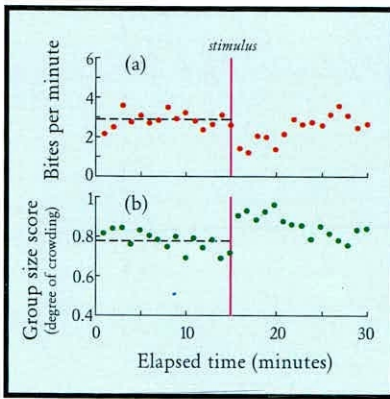 stimulus
(a)
Bites per minute
6
4
2
0
(b)
Group size score
(degree of crowding)
1
0.8
0.6
0.4
0
10
20
30
Elapsed time (minutes)